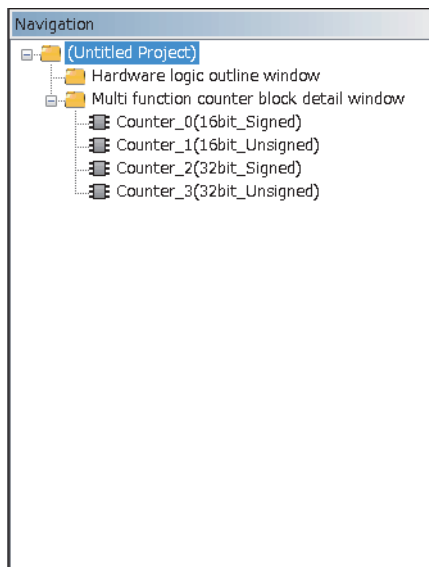 Navigation
(Untitled Project)
Hardware logic outline window
Multi function counter block detail window
Counter_0(16bit_Signed)
Counter_1(16bit_Unsigned)
Counter_2(32bit_Signed)
Counter_3(32bit_Unsigned)